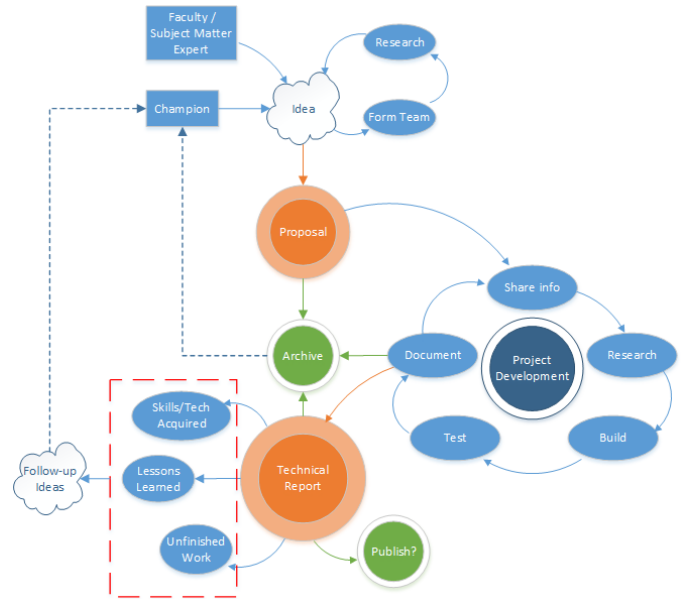 Faculty /
Subject Matter
Expert
Research
Champion
Idea
Form Team
Proposal
Share info
Archive
Document
Project
Development
Research
Skills/Tech
Acquired
Test
Build
Follow-up
Ideas
Lessons
Learned
Technical
Report
Unfinished
Work
Publish?